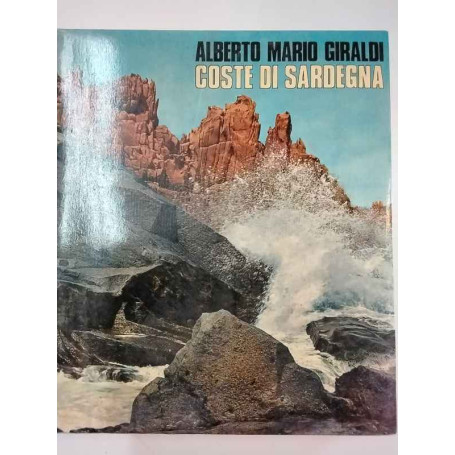 ALBERTO MARIO GIRALDI
COSTE DI SARDEGNA